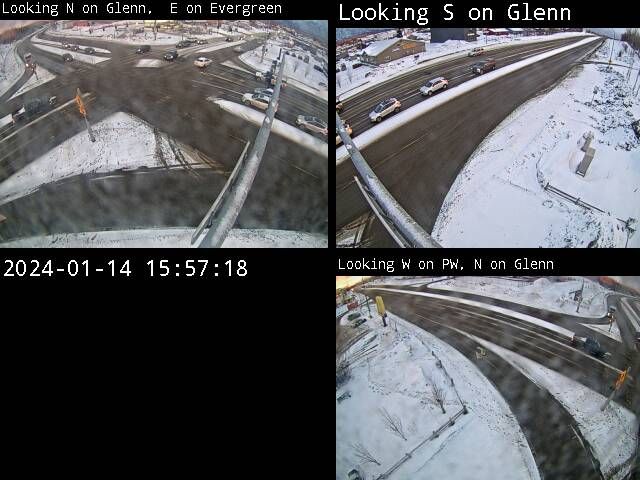 Looking N on Glenn,  E on Evergreen
Looking S on Glenn
2024-01-14 15:57:18
Looking W on PW, N on Glenn